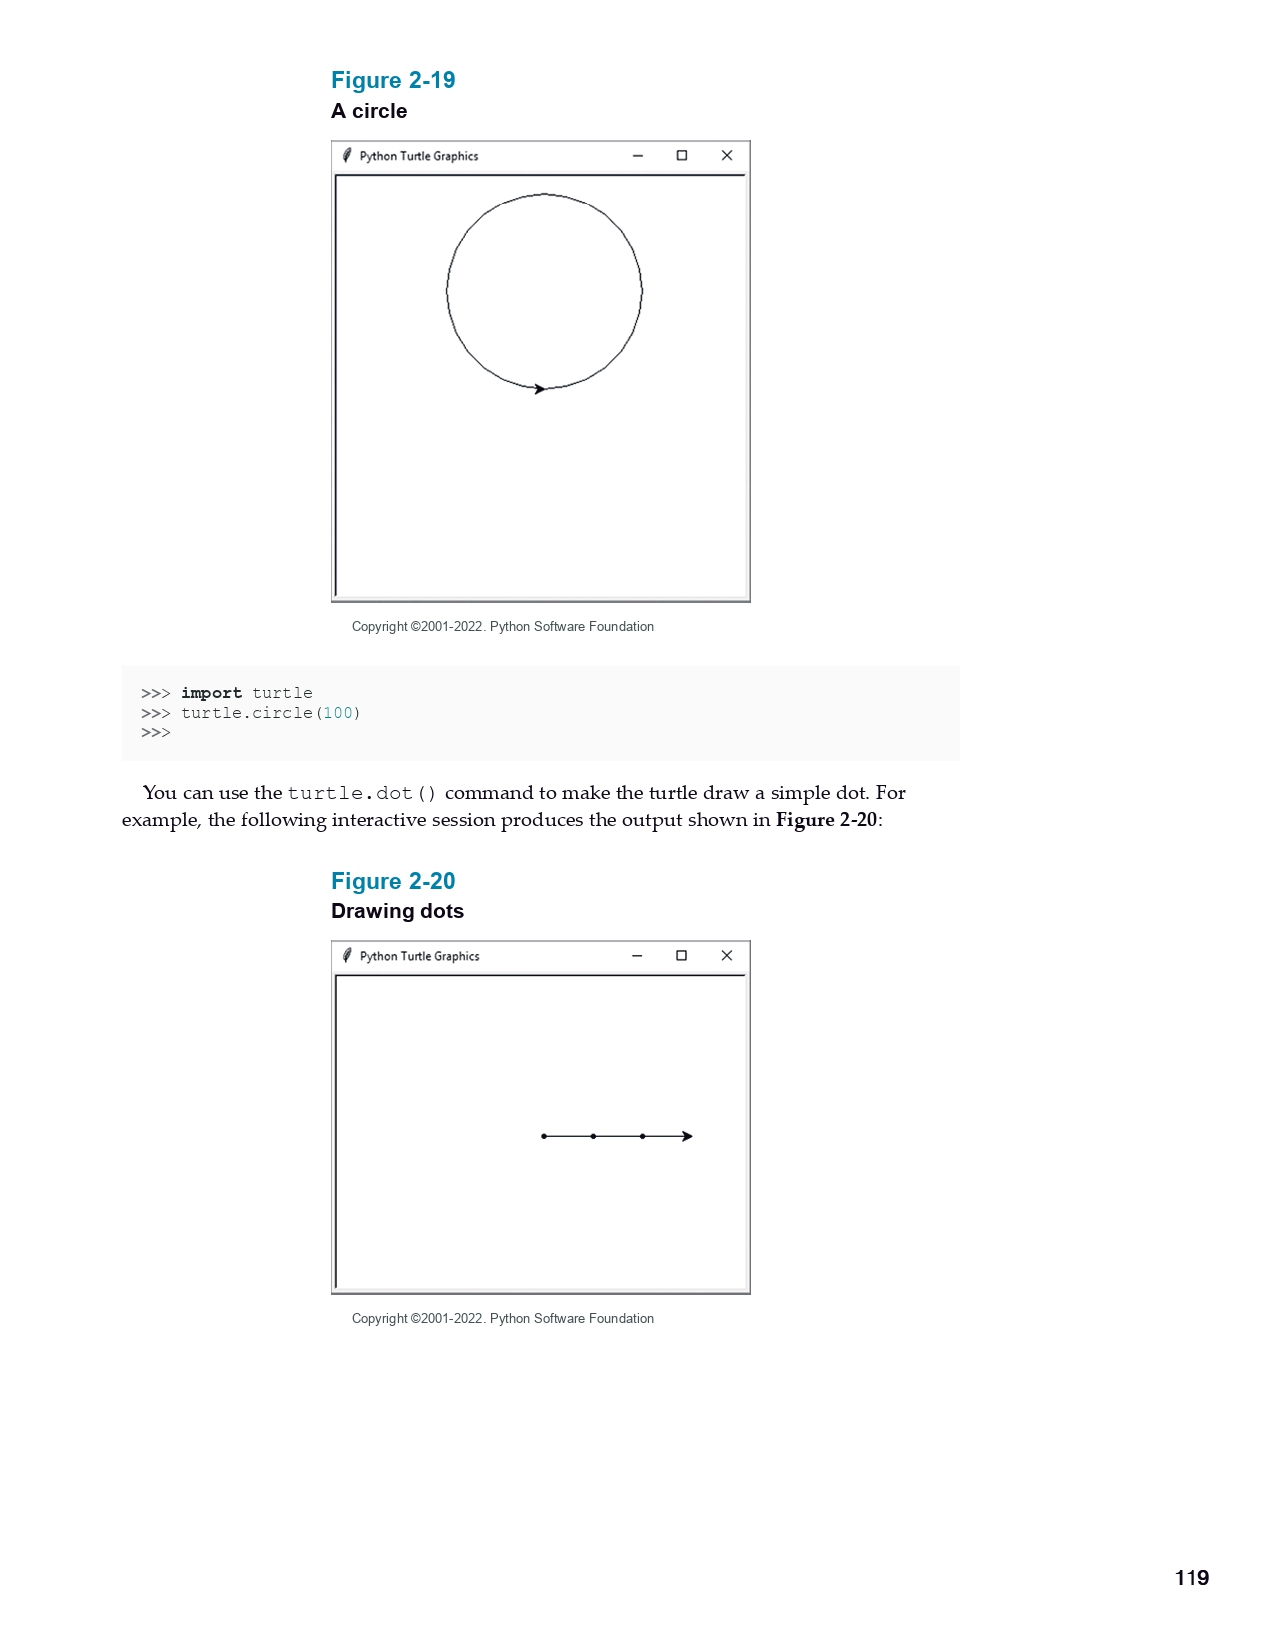 Figure 2-19
A circle
Python Turtle Graphics
Copyright ©2001-2022. Python Software Foundation
>>> import turtle
>>> turtle.circle(100)
>>>
You can use the turtle.dot() command to make the turtle draw a simple dot. For
example, the following interactive session produces the output shown in Figure 2-20:
Figure 2-20
Drawing dots
Python Turtle Graphics
Copyright ©2001-2022. Python Software Foundation
119